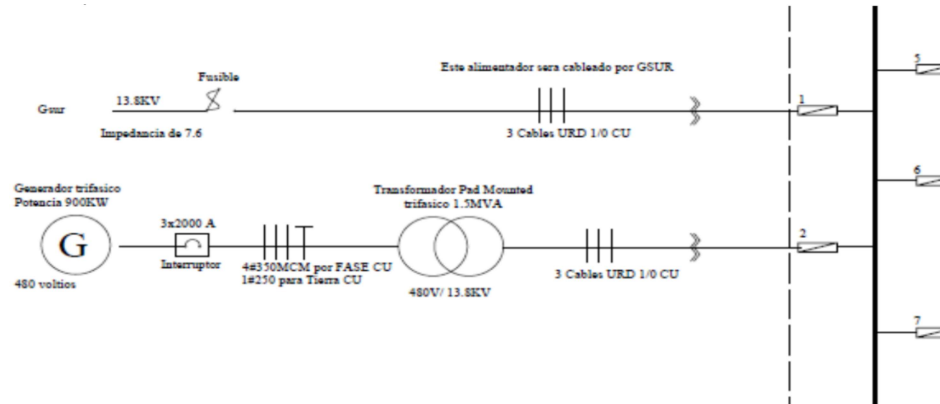 Este alimentador sera cableado por GSUR
5
Fusible
Gsur
13.8KV
1
Impedancia de 7.6
3 Cables URD 1/0 CU
6
Generador trifasico
Potencia 900KW
Transformador Pad Mounted
trifasico 1.5MVA
3x2000 A
2
G
Interruptor
4#350MCM por FASE CU
1#250 para Tierra CU
3 Cables URD 1/0 CU
480 voltios
480V/ 13.8KV
7